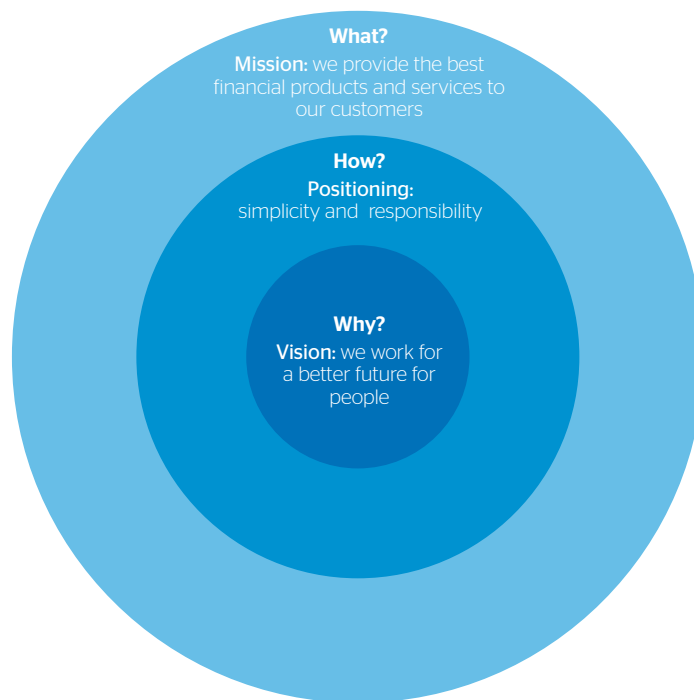 What?
Mission: we provide the best
financial products and services to
our customers
How?
Positioning:
simplicity and responsibility
Why?
Vision: we work for
a better future for
people